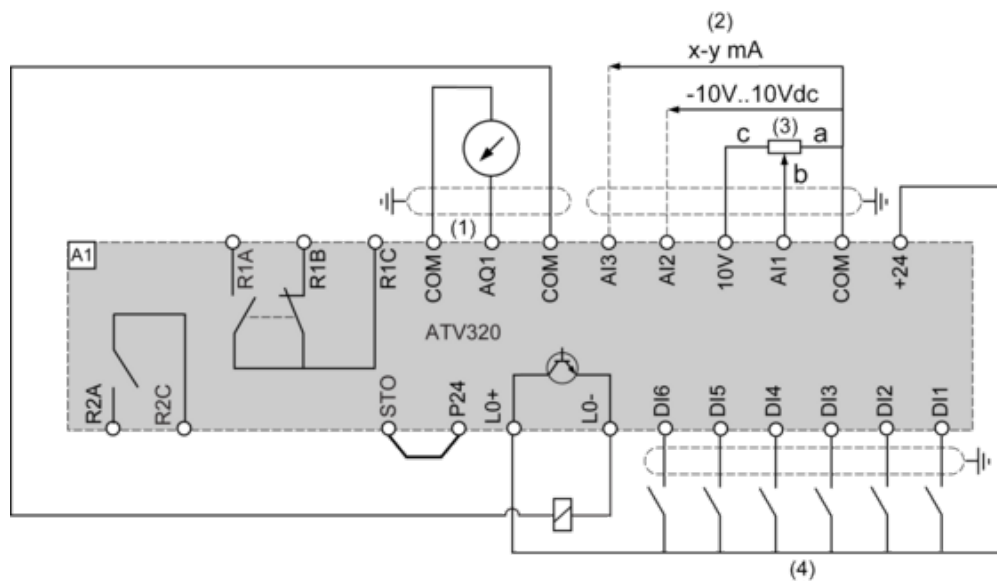 (2)
x-y mA
-10V..10Vdc
c (3) a
b
(1)
A1
R1A R1B R1C COM AQ1 COM AI3 AI2 10V AI1 COM +24
ATV320
R2A R2C STO P24 L0+ L0- DI6 DI5 DI4 DI3 DI2 DI1
(4)